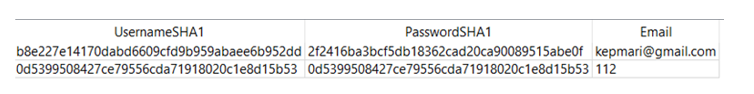 UsernameSHA1 PasswordSHA1 Email
b8e227e14170dabd6609cfd9b959abaee6b952dd 2f2416ba3bcf5db18362cad20ca90089515abe0f kepmari@gmail.com
0d5399508427ce79556cda71918020c1e8d15b53 0d5399508427ce79556cda71918020c1e8d15b53 112